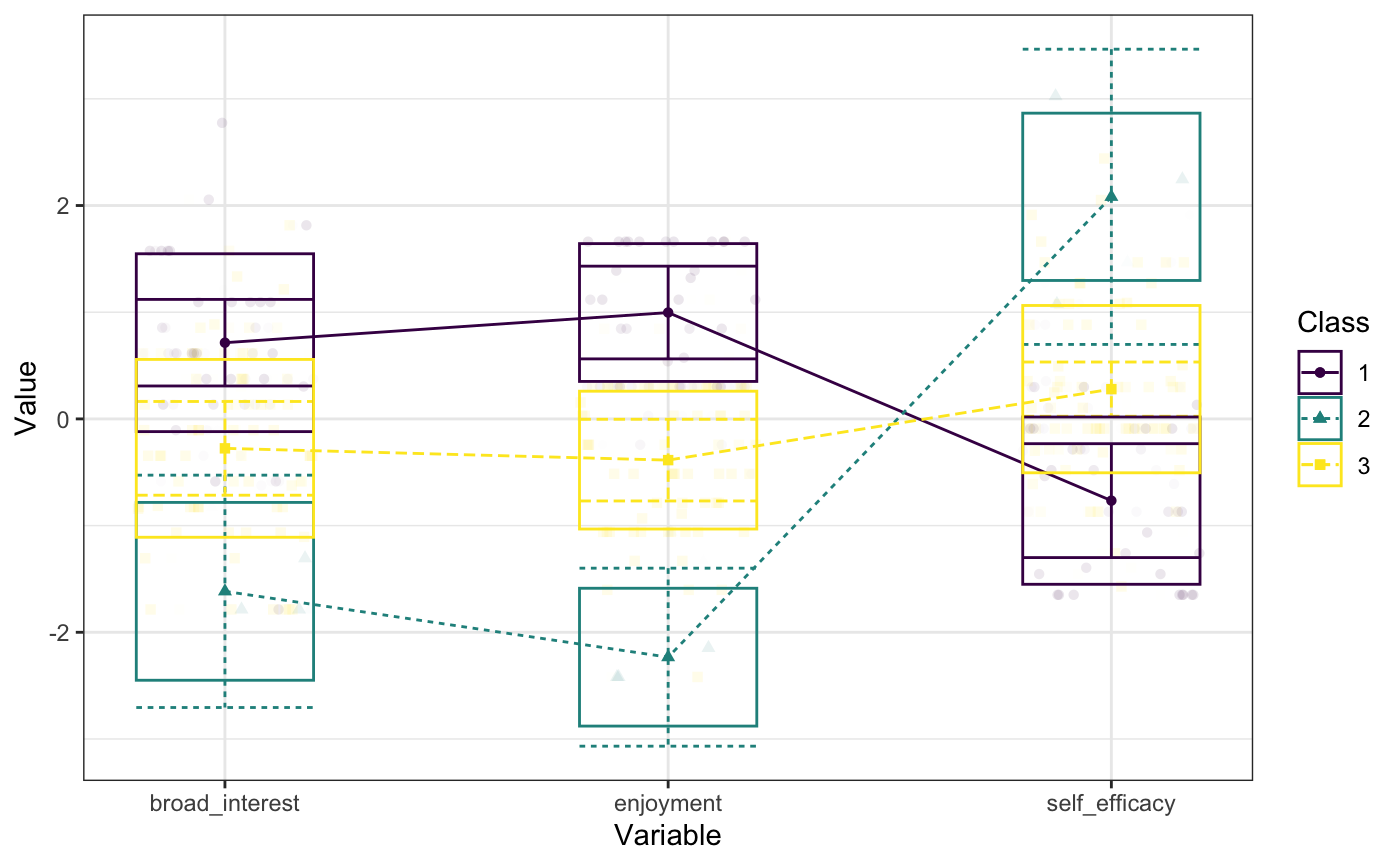 Value
2
0
-2
broad_interest
enjoyment
self_efficacy
Variable
Class
1
2
3